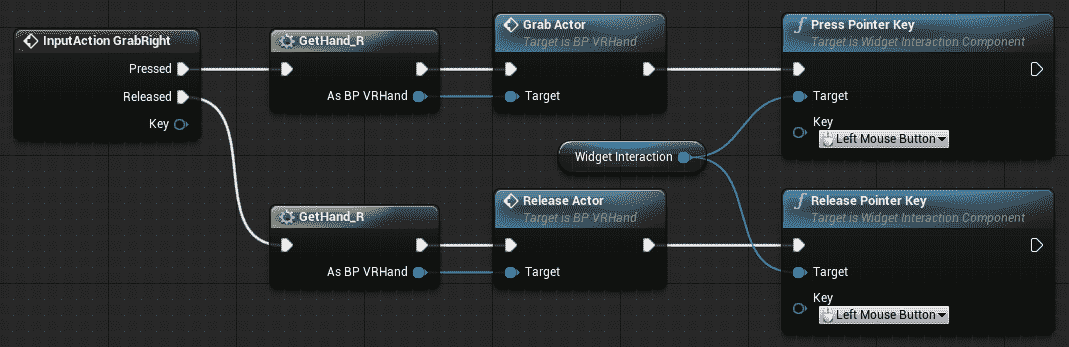 InputAction GrabRight
Pressed
Released
Key
GetHand_R
As BP VRHand
Grab Actor
Target is BP VRHand
Target
Press Pointer Key
Target is Widget Interaction Component
Target
Key
Left Mouse Button
Widget Interaction
GetHand_R
As BP VRHand
Release Actor
Target is BP VRHand
Target
Release Pointer Key
Target is Widget Interaction Component
Target
Key
Left Mouse Button